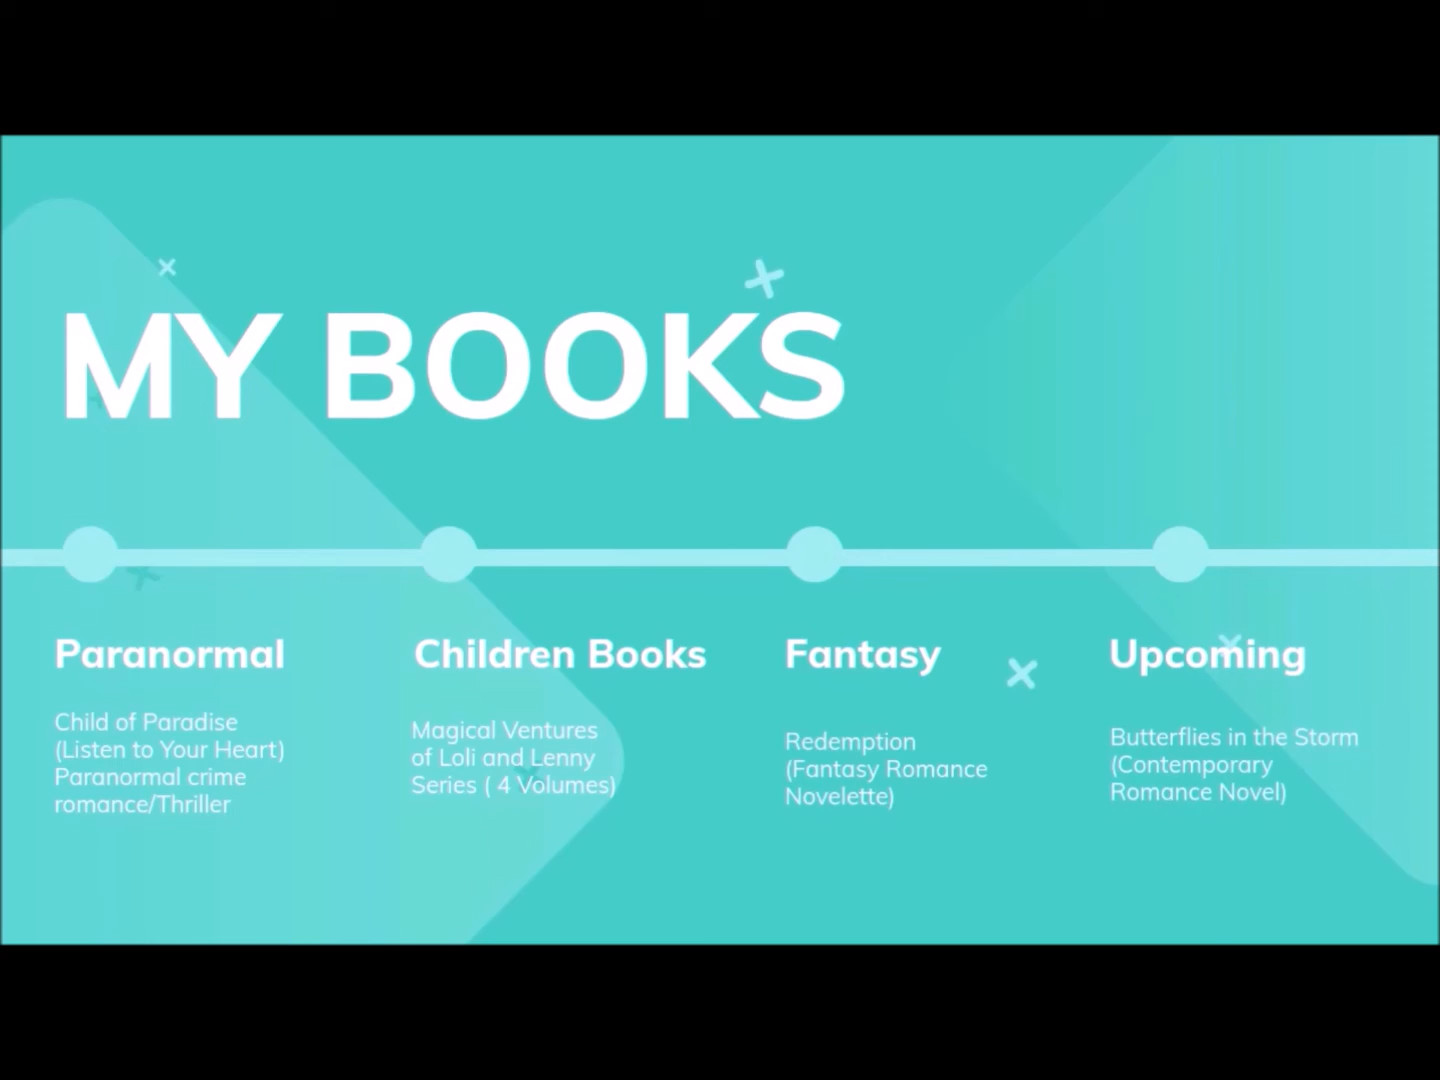 MY BOOKS
Paranormal
Child of Paradise
(Listen to Your Heart)
Paranormal crime
romance/Thriller
Children Books
Magical Ventures
of Loli and Lenny
Series ( 4 Volumes)
Fantasy
Redemption
(Fantasy Romance
Novelette)
Upcoming
Butterflies in the Storm
(Contemporary
Romance Novel)